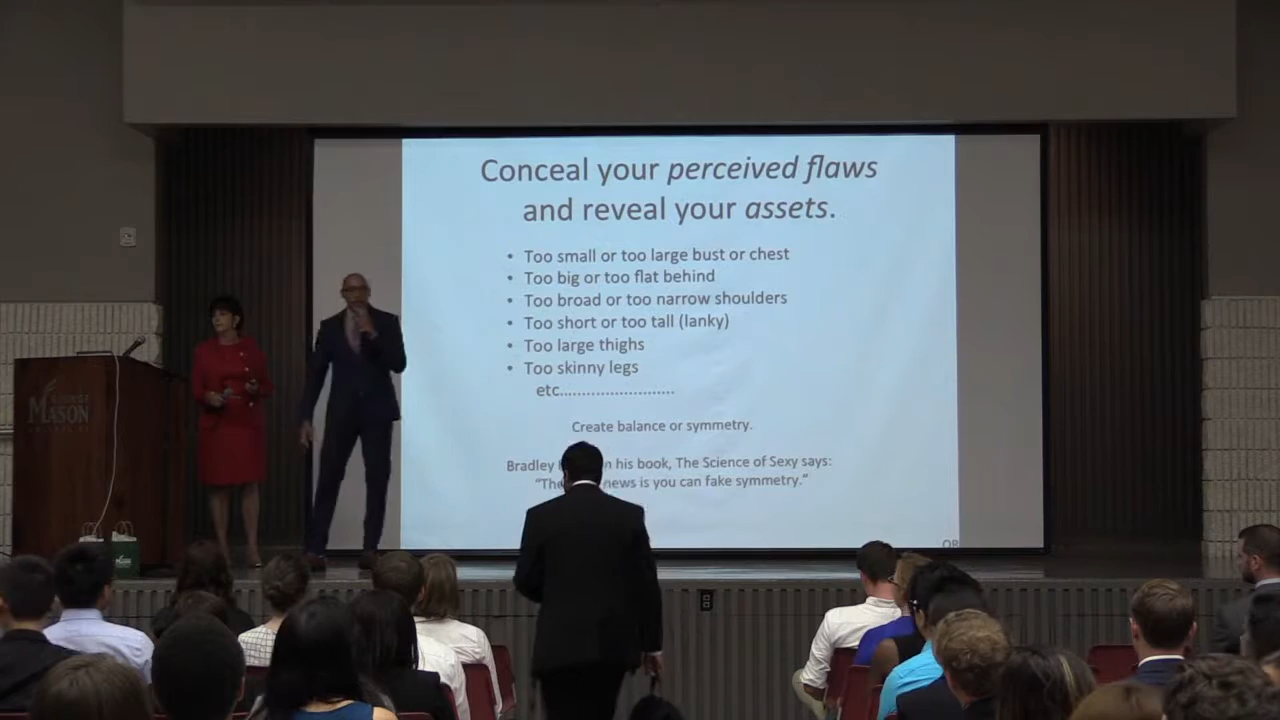 Conceal your perceived flaws
and reveal your assets.
• Too small or too large bust or chest
• Too big or too flat behind
• Too broad or too narrow shoulders
• Too short or too tall (lanky)
• Too large thighs
• Too skinny legs
etc.........................
Create balance or symmetry.
Bradley in his book, The Science of Sexy says:
"The news is you can fake symmetry."
OR
GEORGE
MASON